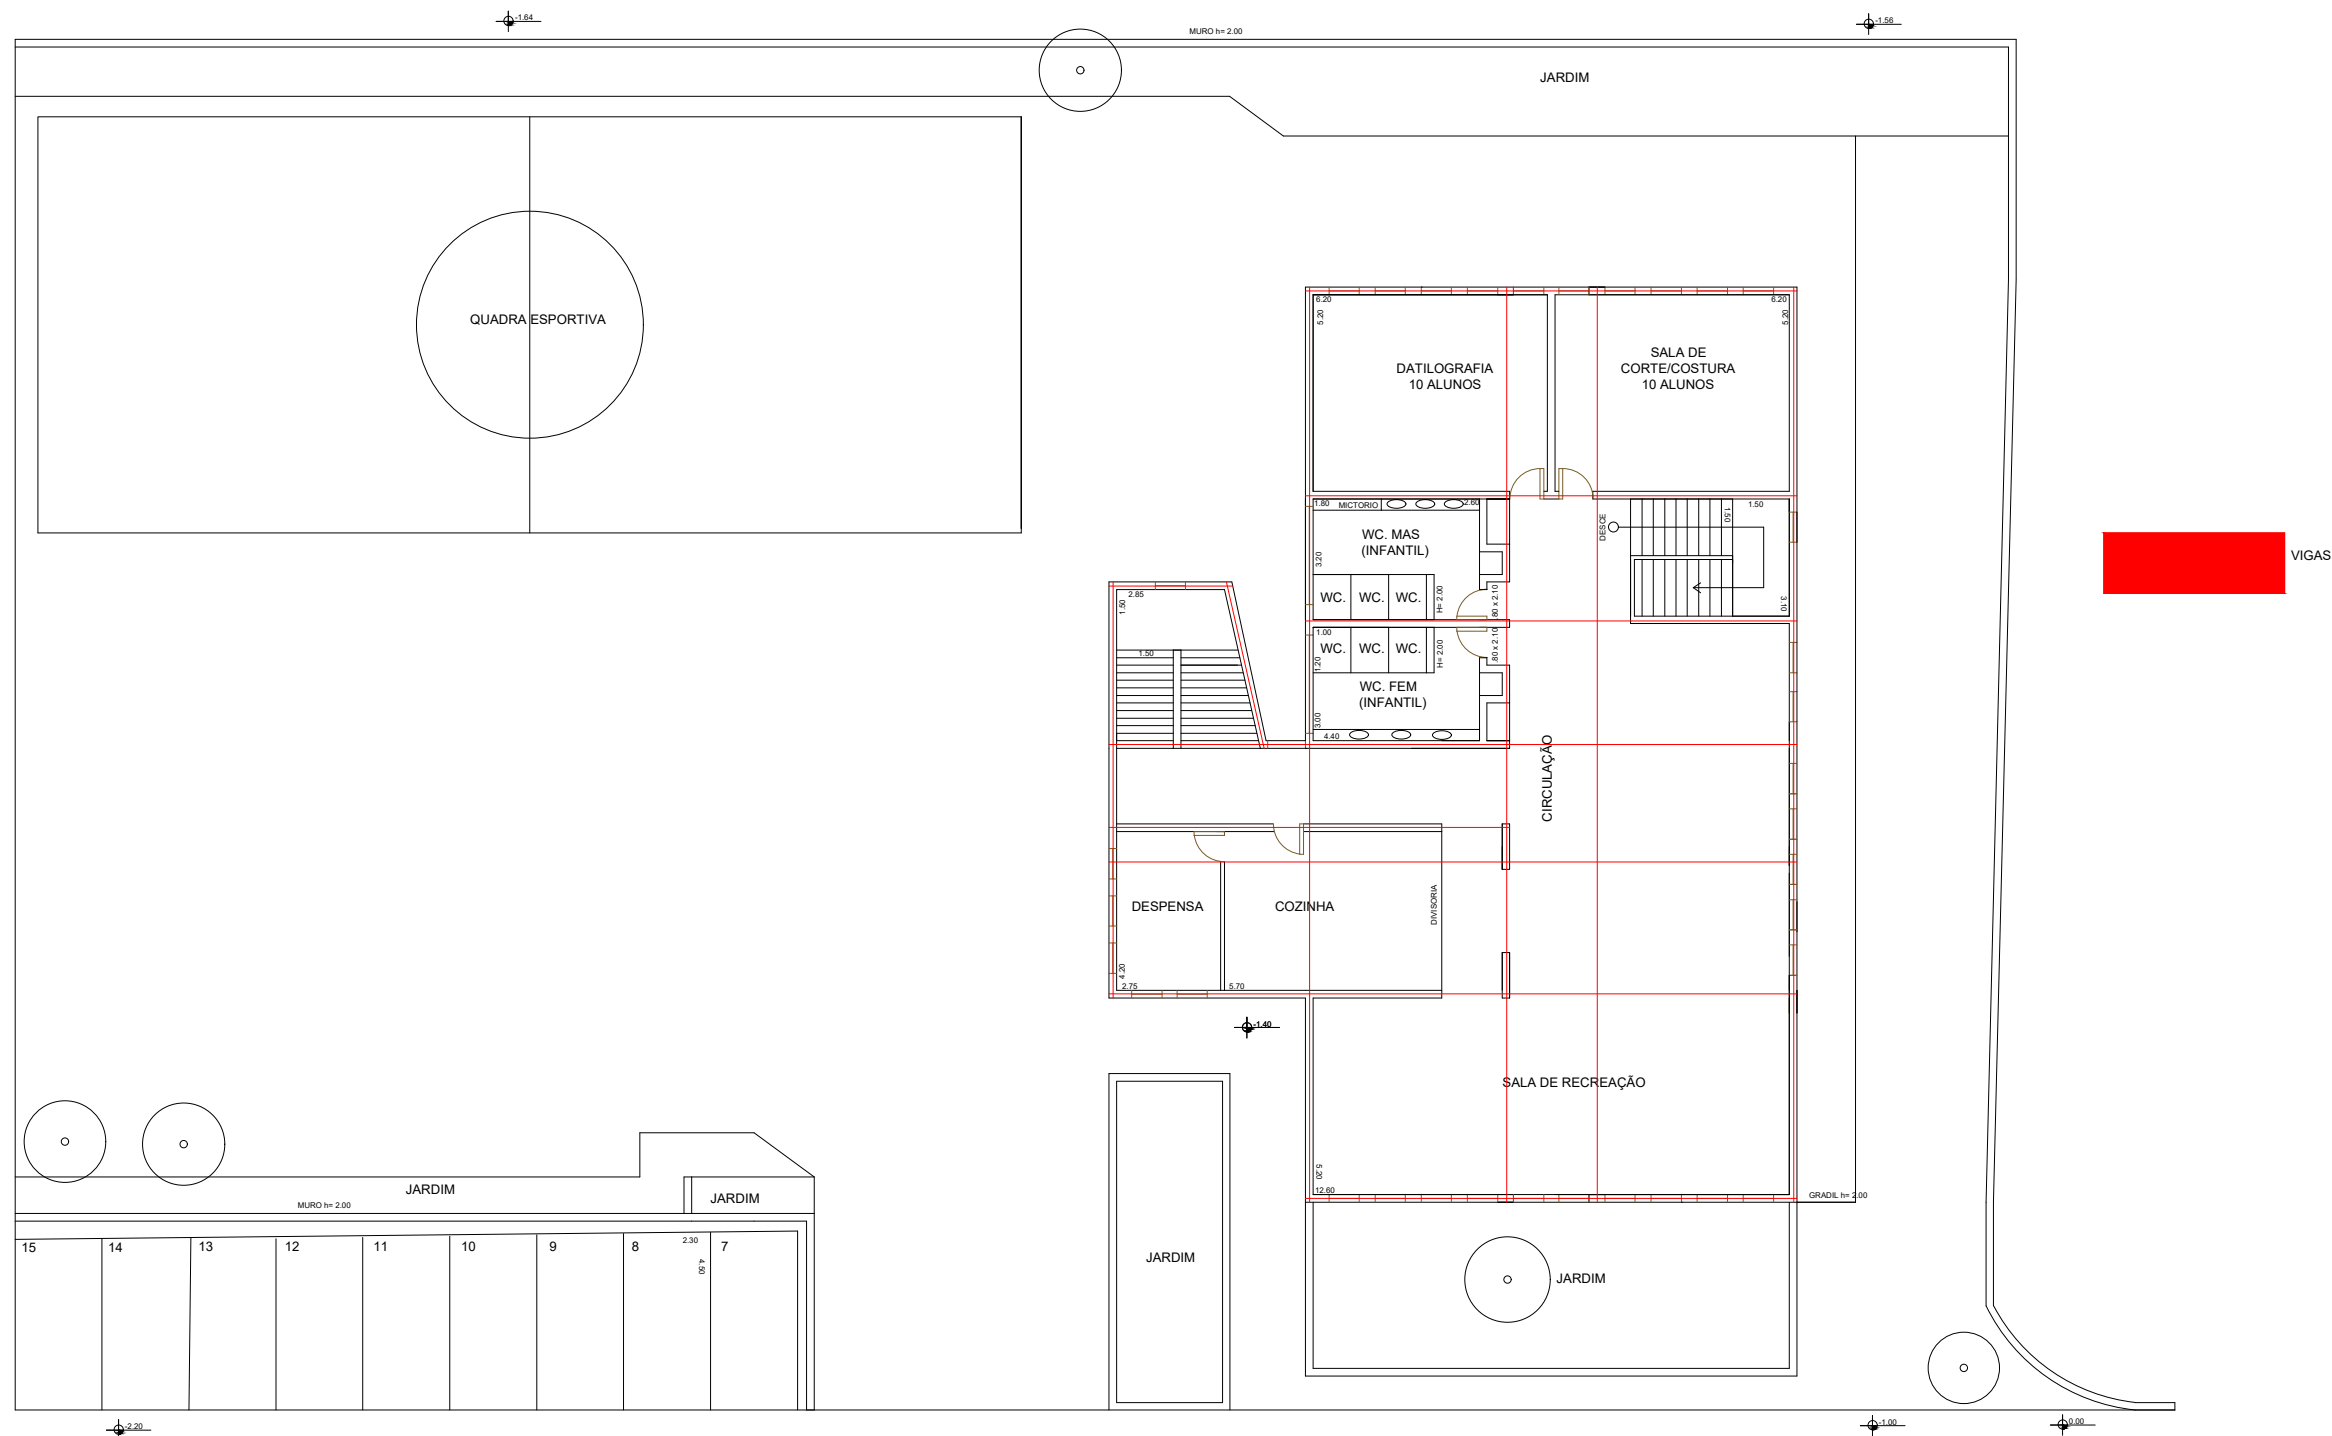 -1.64
-1.56
MURO h= 2.00
JARDIM
QUADRA ESPORTIVA
6.20
5.20
6.20
5.20
DATILOGRAFIA
10 ALUNOS
SALA DE
CORTE/COSTURA
10 ALUNOS
1.80
MICTORIO
2.60
DESCE
1.50
1.50
WC. MAS
(INFANTIL)
3.20
VIGAS
WC.
WC.
WC.
H= 2.00
.80 x 2.10
3.10
2.85
1.50
1.00
WC.
WC.
WC.
H= 2.00
.80 x 2.10
1.20
1.50
WC. FEM
(INFANTIL)
3.00
4.40
CIRCULAÇÃO
DESPENSA
COZINHA
DIVISORIA
4.20
2.75
5.70
-1.40
SALA DE RECREAÇÃO
5.20
12.60
GRADIL h= 2.00
JARDIM
MURO h= 2.00
JARDIM
15
14
13
12
11
10
9
8
2.30
7
4.50
JARDIM
JARDIM
-2.20
-1.00
0.00